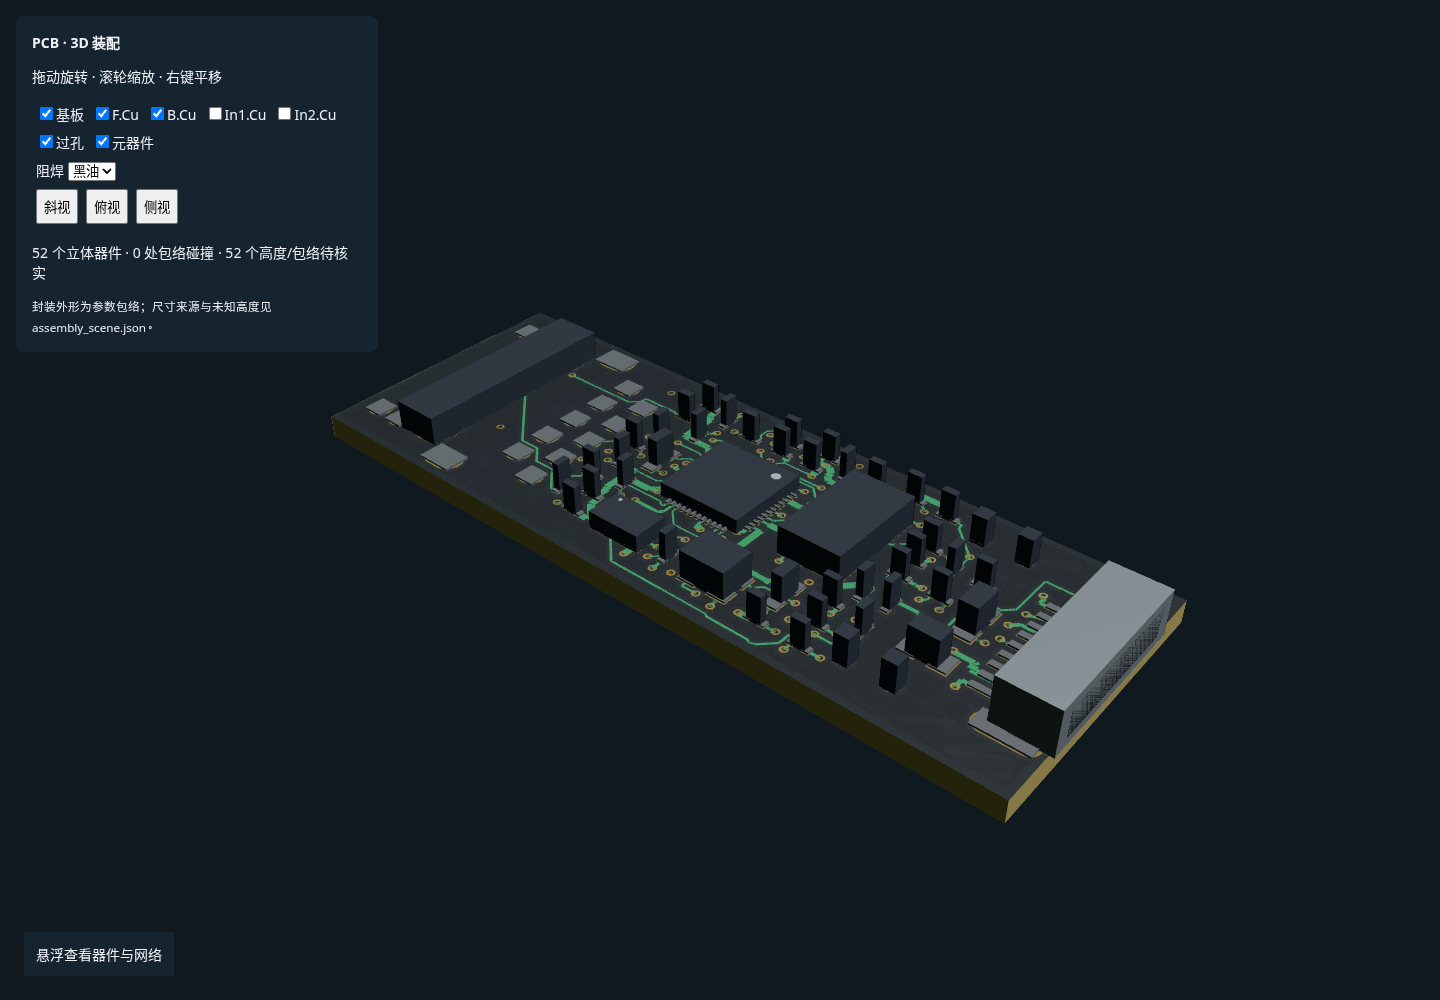 PCB · 3D 装配
拖动旋转 · 滚轮缩放 · 右键平移
基板 F.Cu B.Cu In1.Cu In2.Cu
过孔 元器件
阻焊 黑油
斜视 俯视 侧视
52 个立体器件 · 0 处包络碰撞 · 52 个高度/包络待核
实
封装外形为参数包络；尺寸来源与未知高度见
assembly_scene.json。
悬浮查看器件与网络